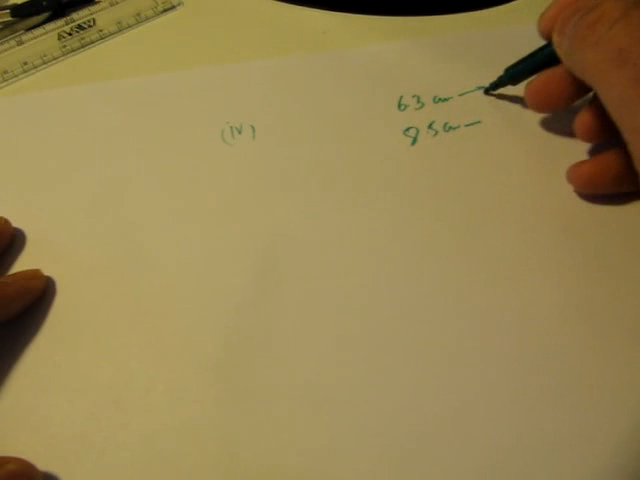 63 cm —
(IV) 85 cm —